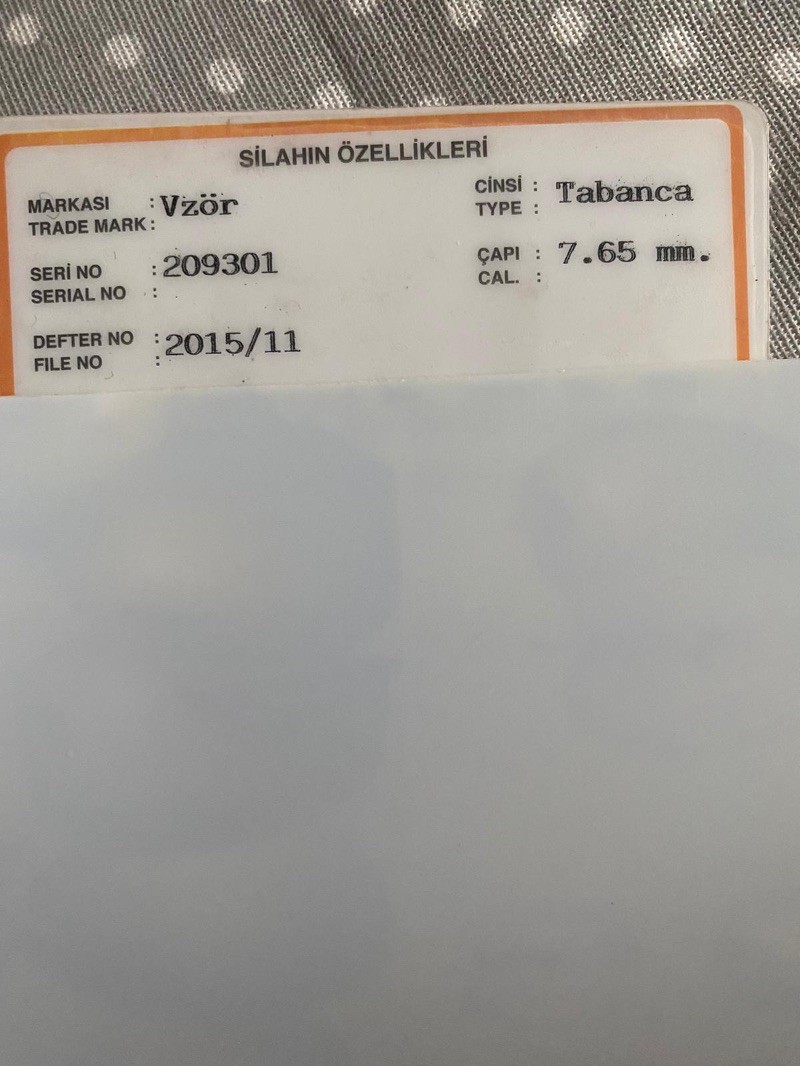 SİLAHIN ÖZELLİKLERİ
MARKASI : Vzör
TRADE MARK :
CİNSİ : Tabanca
TYPE :
SERİ NO : 209301
SERIAL NO :
ÇAPI : 7.65 mm.
CAL. :
DEFTER NO : 2015/11
FILE NO :